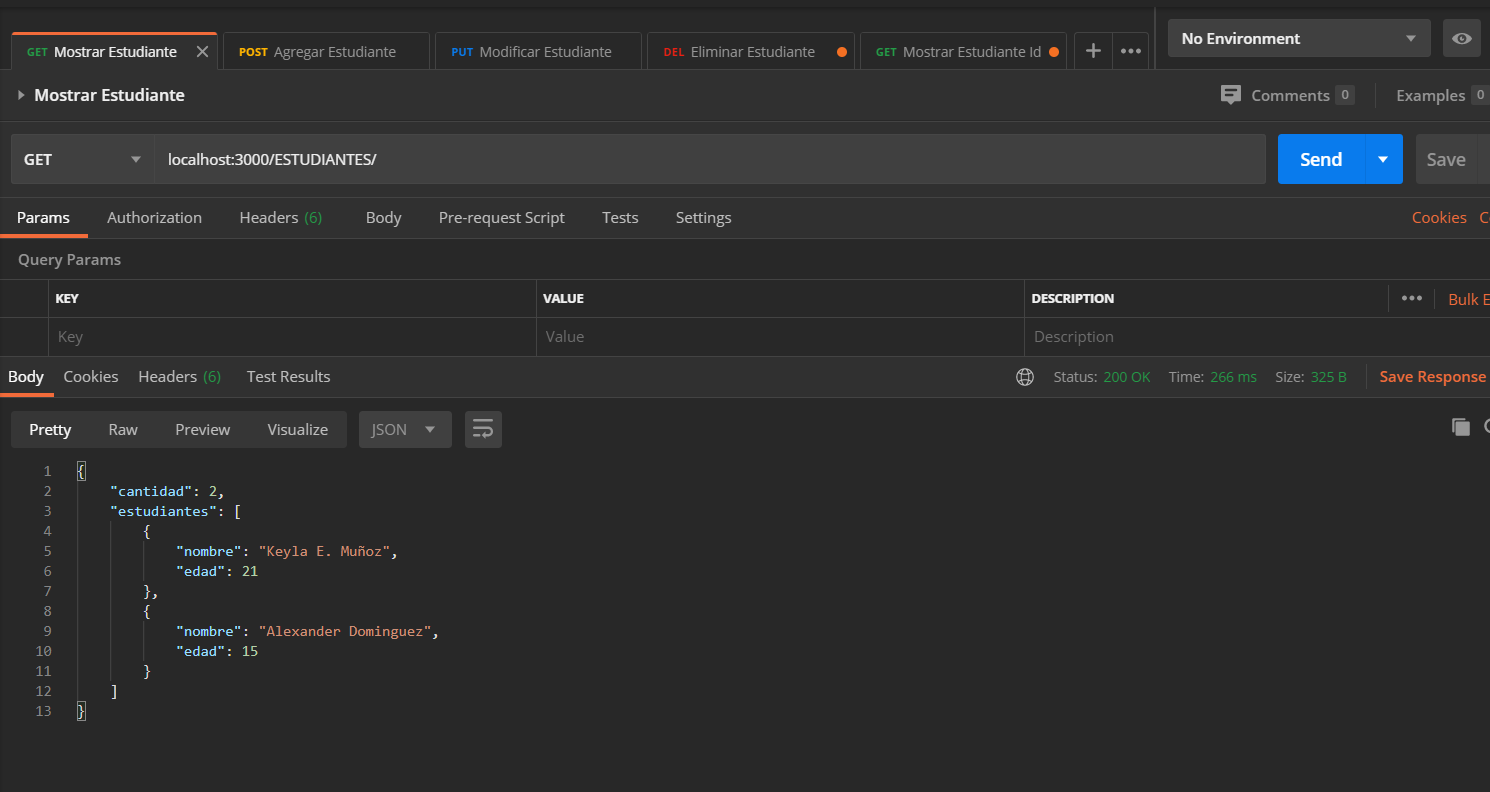 GET Mostrar Estudiante POST Agregar Estudiante PUT Modificar Estudiante DEL Eliminar Estudiante GET Mostrar Estudiante Id No Environment
Mostrar Estudiante Comments 0 Examples 0
GET localhost:3000/ESTUDIANTES/ Send Save
Params Authorization Headers (6) Body Pre-request Script Tests Settings Cookies C
Query Params
KEY VALUE DESCRIPTION Bulk E
Key Value Description
Body Cookies Headers (6) Test Results Status: 200 OK Time: 266 ms Size: 325 B Save Response
Pretty Raw Preview Visualize JSON
1 {
2 "cantidad": 2,
3 "estudiantes": [
4 {
5 "nombre": "Keyla E. Muñoz",
6 "edad": 21
7 },
8 {
9 "nombre": "Alexander Dominguez",
10 "edad": 15
11 }
12 ]
13 }